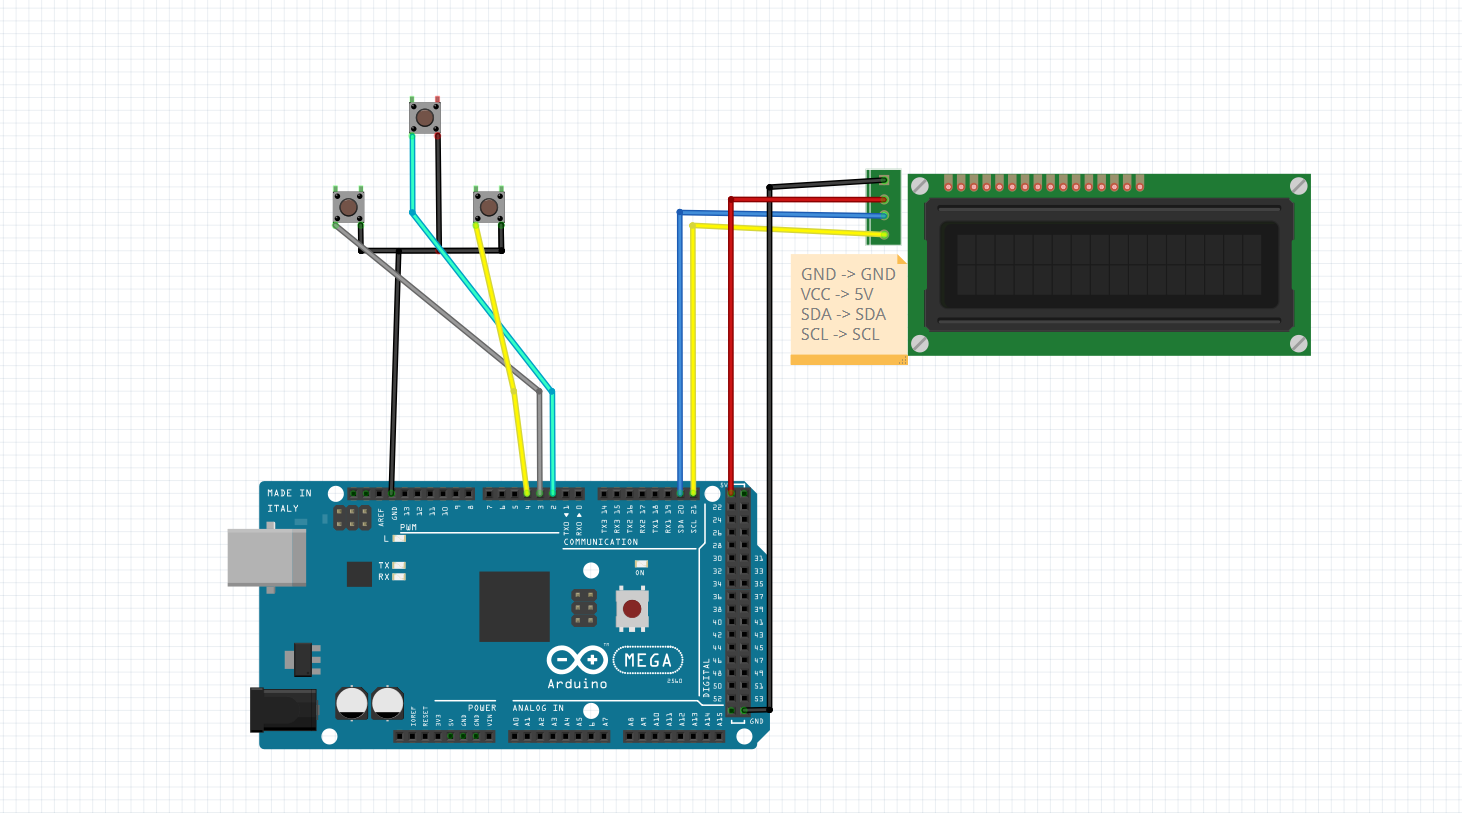 GND -> GND
VCC -> 5V
SDA -> SDA
SCL -> SCL
MADE IN
ITALY
AREF
GND
13
12
11
10
9
8
7
6
5
4
3
2
TX0 1
RX0 0
TX3 14
RX3 15
TX2 16
RX2 17
TX1 18
RX1 19
SDA 20
SCL 21
5V
PWM
COMMUNICATION
L
TX
RX
ON
22
24
26
28
30 31
32 33
34 35
36 37
38 39
40 41
42 43
44 45
46 47
48 49
50 51
52 53
GND
DIGITAL
TM
MEGA
2560
Arduino
POWER
ANALOG IN
IOREF
RESET
3V3
5V
GND
GND
VIN
A0
A1
A2
A3
A4
A5
6
A7
A8
A9
A10
A11
A12
A13
A14
A15